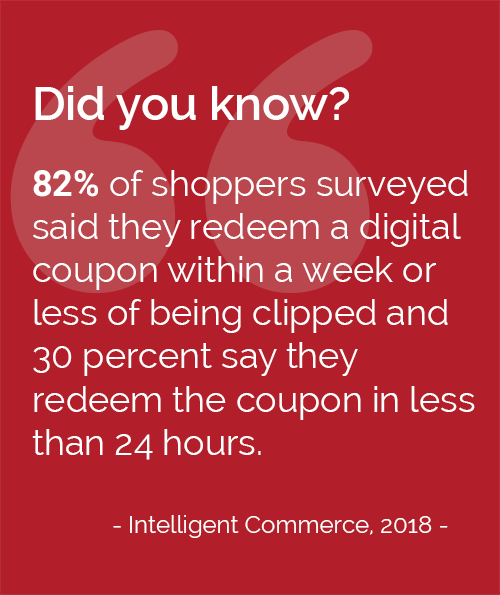 Did you know?
82% of shoppers surveyed
said they redeem a digital
coupon within a week or
less of being clipped and
30 percent say they
redeem the coupon in less
than 24 hours.
- Intelligent Commerce, 2018 -